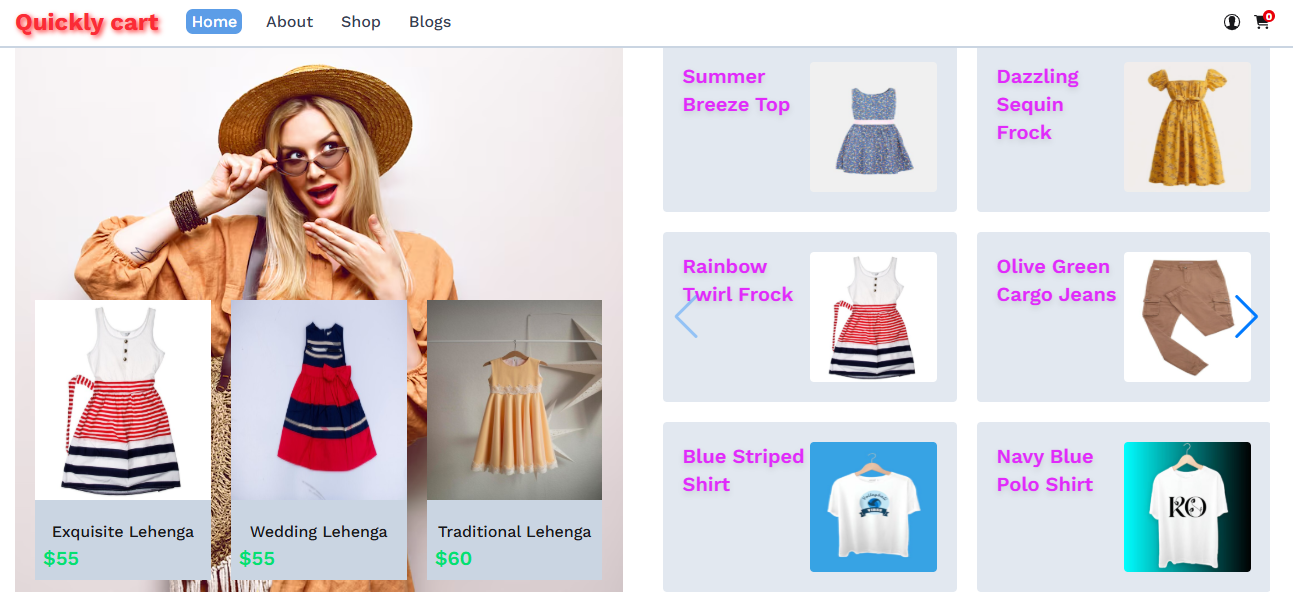 Quickly cart
Home
About
Shop
Blogs
0
Exquisite Lehenga
$55
Wedding Lehenga
$55
Traditional Lehenga
$60
Summer
Breeze Top
Dazzling
Sequin
Frock
Rainbow
Twirl Frock
Olive Green
Cargo Jeans
Blue Striped
Shirt
Navy Blue
Polo Shirt
RO